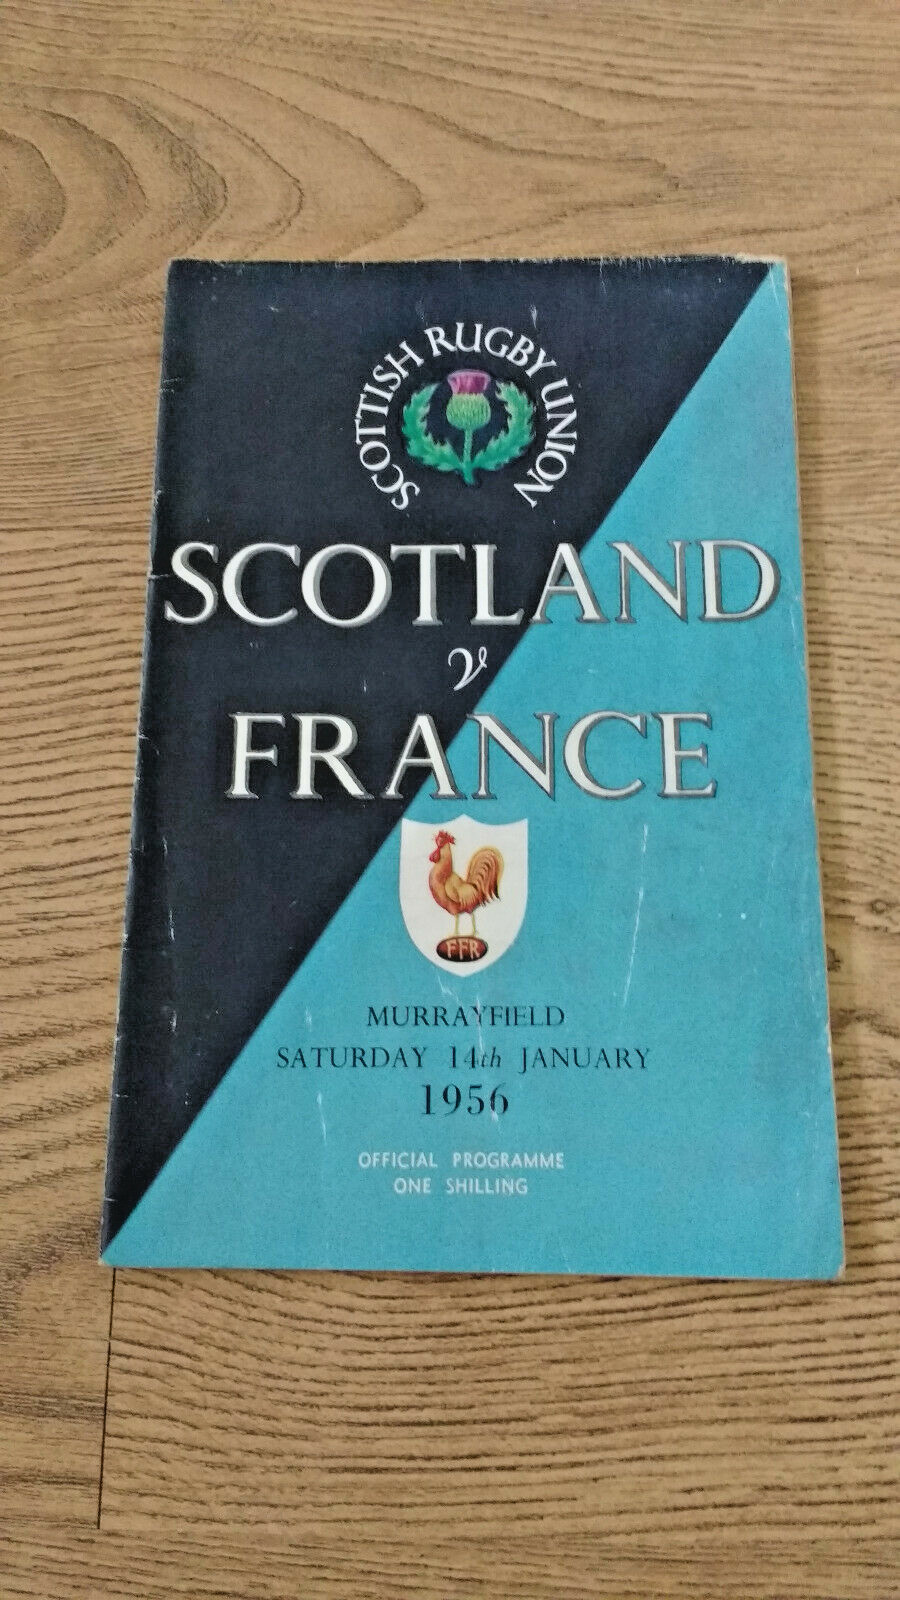 SCOTTISH RUGBY UNION
SCOTLAND
v
FRANCE
FFR
MURRAYFIELD
SATURDAY 14th JANUARY
1956
OFFICIAL PROGRAMME
ONE SHILLING